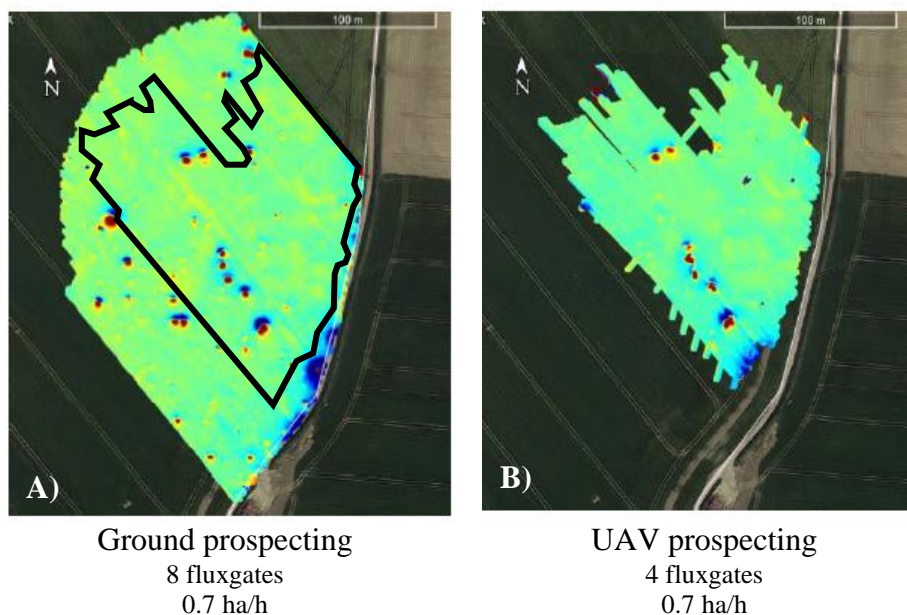 100 m
100 m
N
N
A)
B)
Ground prospecting
8 fluxgates
0.7 ha/h
UAV prospecting
4 fluxgates
0.7 ha/h